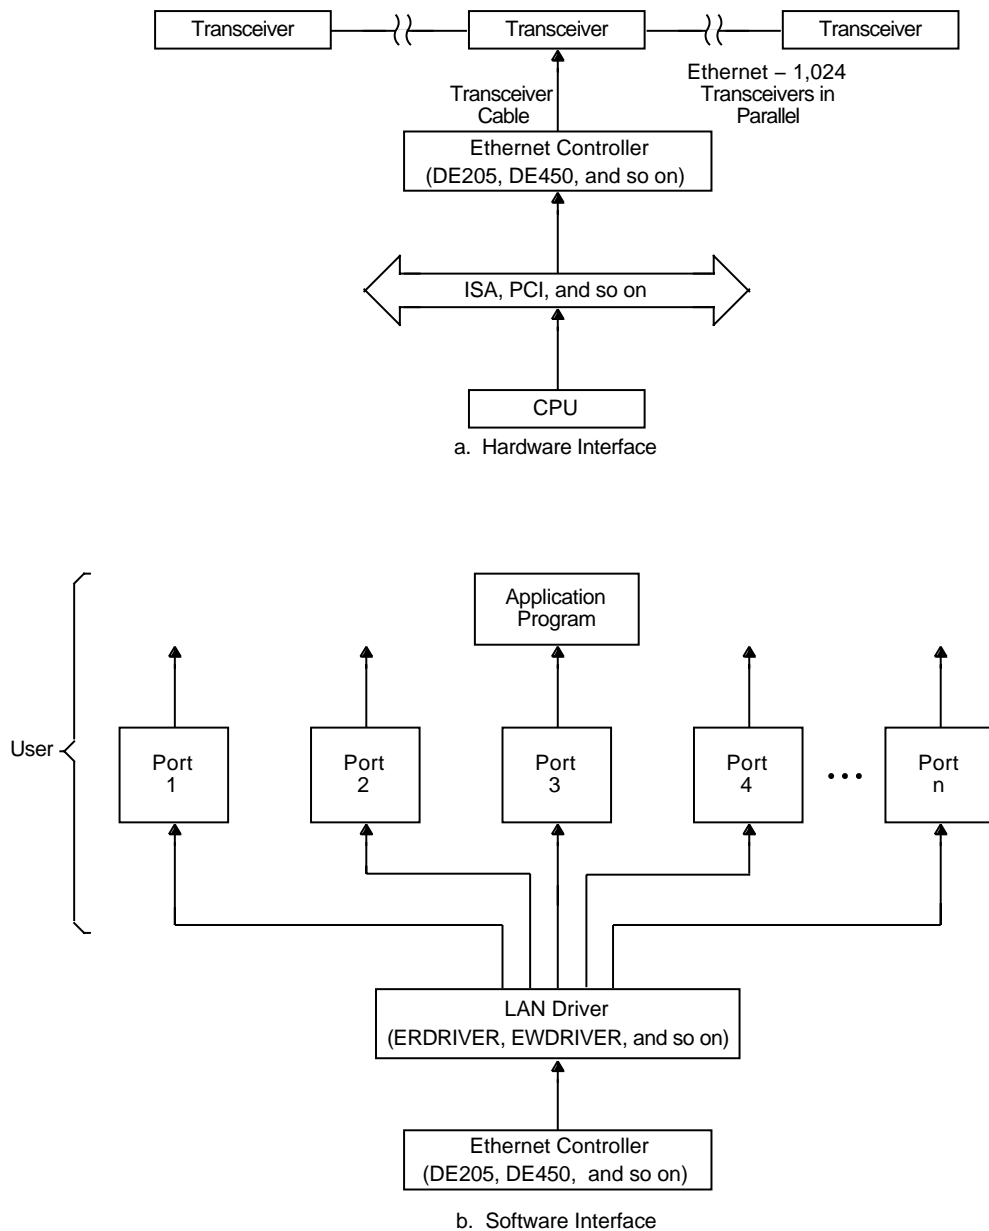 Transceiver
Transceiver
Transceiver
Ethernet – 1,024
Transceivers in
Parallel
Transceiver
Cable
Ethernet Controller
(DE205, DE450, and so on)
ISA, PCI, and so on
CPU
a. Hardware Interface
Application
Program
User
Port
1
Port
2
Port
3
Port
4
•••
Port
n
LAN Driver
(ERDRIVER, EWDRIVER, and so on)
Ethernet Controller
(DE205, DE450, and so on)
b. Software Interface